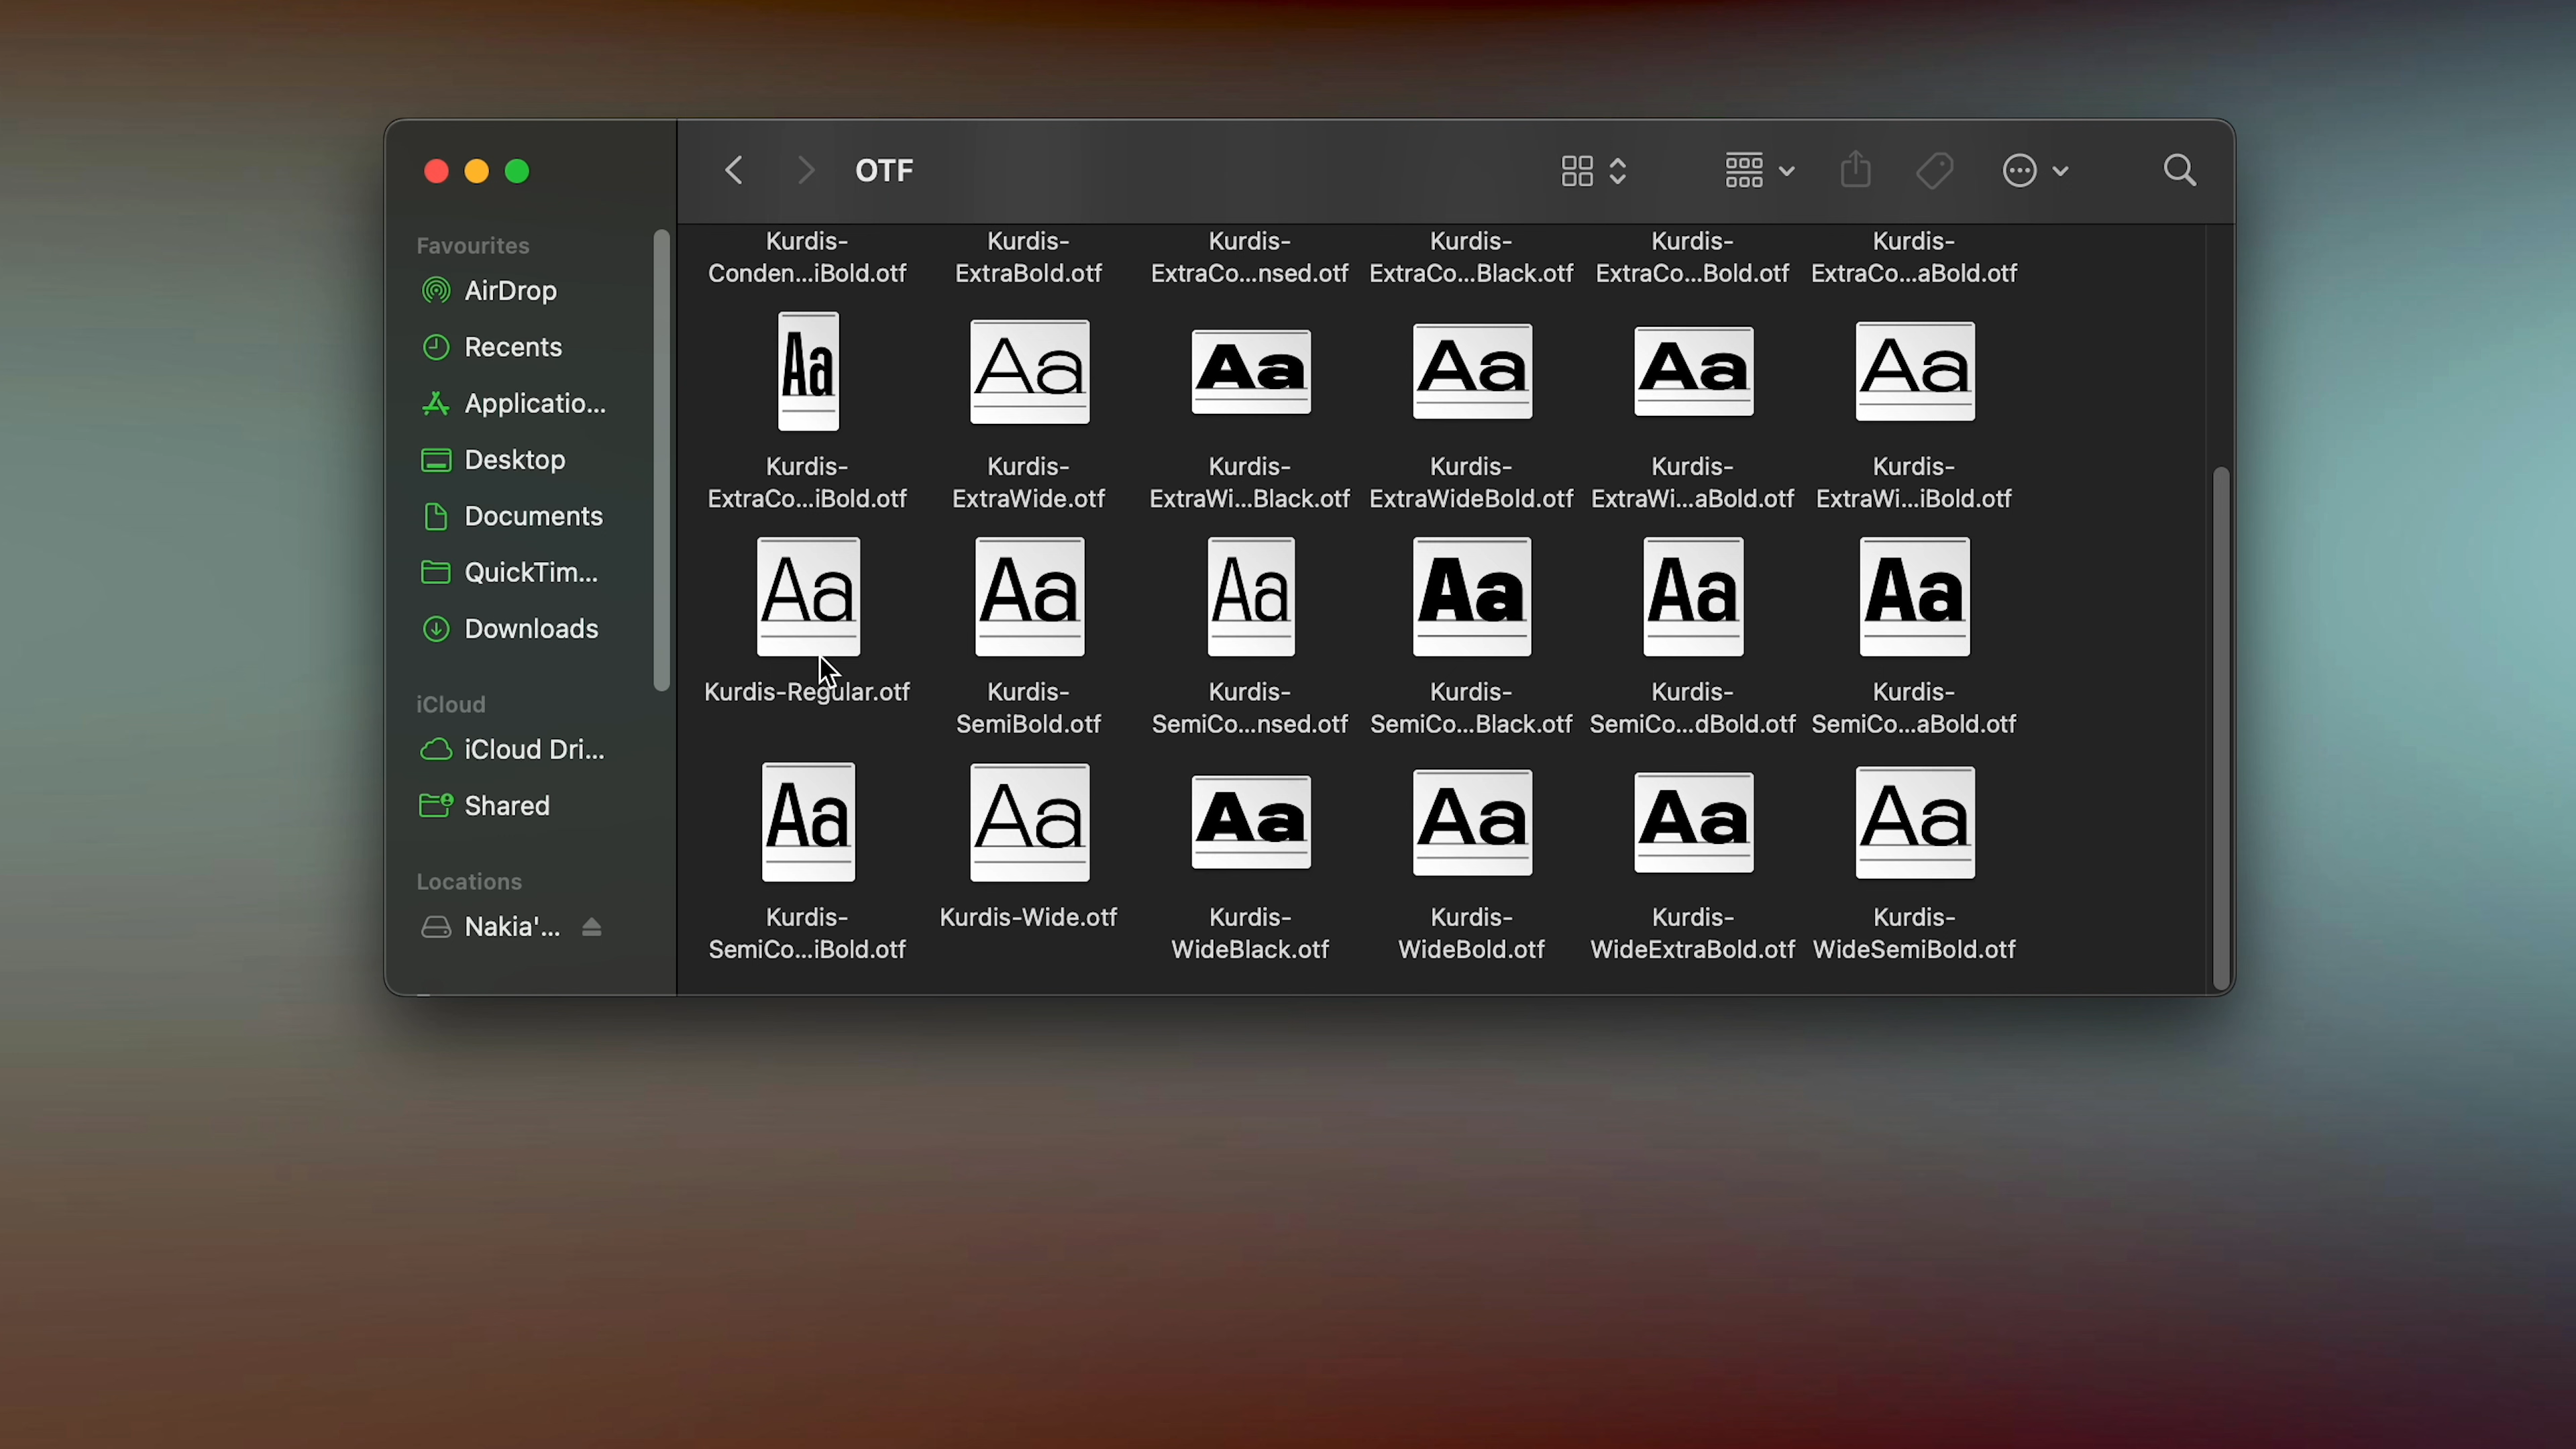 OTF
Favourites
AirDrop
Recents
Applicatio...
Desktop
Documents
QuickTim...
Downloads
iCloud
iCloud Dri...
Shared
Locations
Nakia'...
Kurdis-
Conden...iBold.otf
Kurdis-
ExtraBold.otf
Kurdis-
ExtraCo...nsed.otf
Kurdis-
ExtraCo...Black.otf
Kurdis-
ExtraCo...Bold.otf
Kurdis-
ExtraCo...aBold.otf
Aa
Kurdis-
ExtraCo...iBold.otf
Aa
Kurdis-
ExtraWide.otf
Aa
Kurdis-
ExtraWi...Black.otf
Aa
Kurdis-
ExtraWideBold.otf
Aa
Kurdis-
ExtraWi...aBold.otf
Aa
Kurdis-
ExtraWi...iBold.otf
Aa
Kurdis-Regular.otf
Aa
Kurdis-
SemiBold.otf
Aa
Kurdis-
SemiCo...nsed.otf
Aa
Kurdis-
SemiCo...Black.otf
Aa
Kurdis-
SemiCo...dBold.otf
Aa
Kurdis-
SemiCo...aBold.otf
Aa
Kurdis-
SemiCo...iBold.otf
Aa
Kurdis-Wide.otf
Aa
Kurdis-
WideBlack.otf
Aa
Kurdis-
WideBold.otf
Aa
Kurdis-
WideExtraBold.otf
Aa
Kurdis-
WideSemiBold.otf